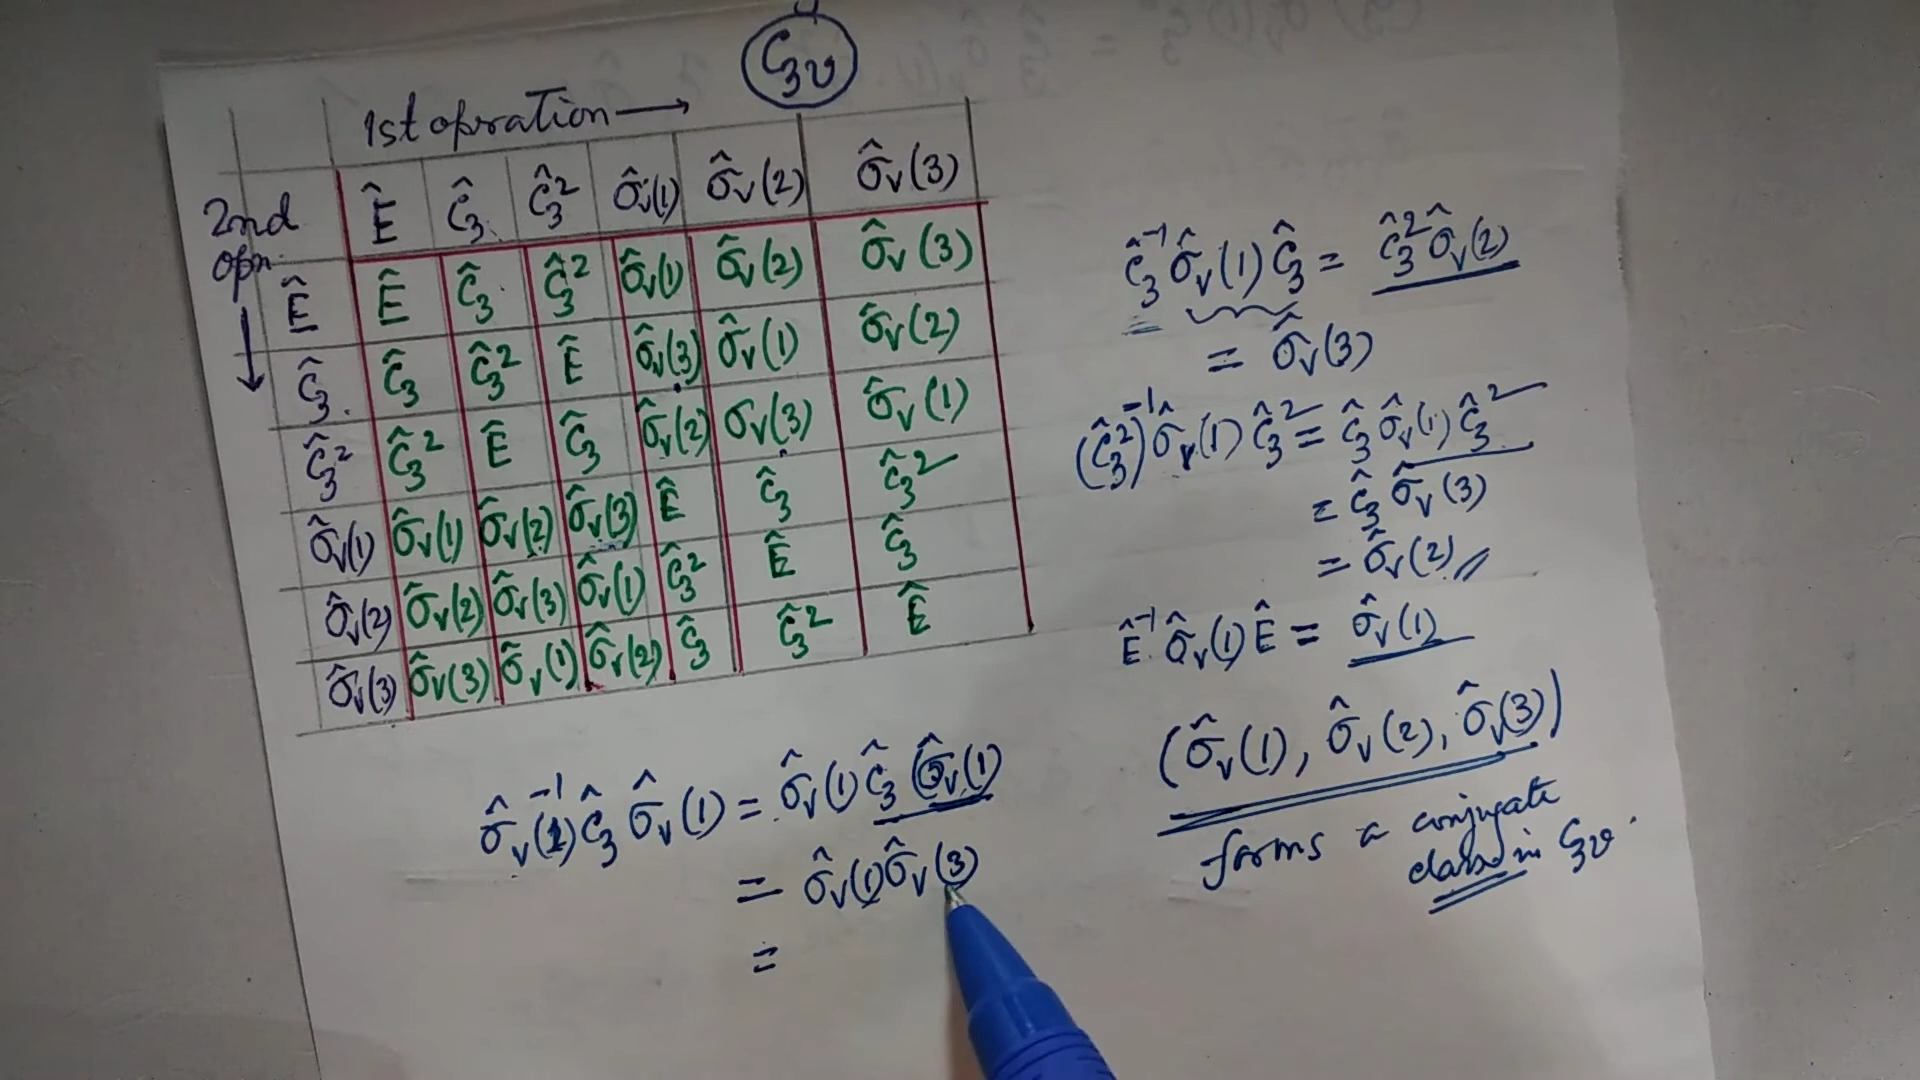 C₃v
1st opration →
2nd opn. ↓
Ê Ĉ₃ Ĉ₃² σ̂v(1) σ̂v(2) σ̂v(3)
Ê Ê Ĉ₃ Ĉ₃² σ̂v(1) σ̂v(2) σ̂v(3)
Ĉ₃ Ĉ₃ Ĉ₃² Ê σ̂v(3) σ̂v(1) σ̂v(2)
Ĉ₃² Ĉ₃² Ê Ĉ₃ σ̂v(2) σv(3) σ̂v(1)
σ̂v(1) σ̂v(1) σ̂v(2) σ̂v(3) Ê Ĉ₃ Ĉ₃²
σ̂v(2) σ̂v(2) σ̂v(3) σ̂v(1) Ĉ₃² Ê Ĉ₃
σ̂v(3) σ̂v(3) σ̂v(1) σ̂v(2) Ĉ₃ Ĉ₃² Ê
Ĉ₃⁻¹ σ̂v(1) Ĉ₃ = Ĉ₃² σ̂v(2)
= σ̂v(3)
(Ĉ₃²)⁻¹ σ̂v(1) Ĉ₃² = Ĉ₃ σ̂v(1) Ĉ₃²
= Ĉ₃ σ̂v(3)
= σ̂v(2) //
Ê⁻¹ σ̂v(1) Ê = σ̂v(1)
(σ̂v(1), σ̂v(2), σ̂v(3))
forms a conjugate
class in C₃v.
σ̂v⁻¹(1) Ĉ₃ σ̂v(1) = σ̂v(1) Ĉ₃ σ̂v(1)
= σ̂v(1) σ̂v(3)
=